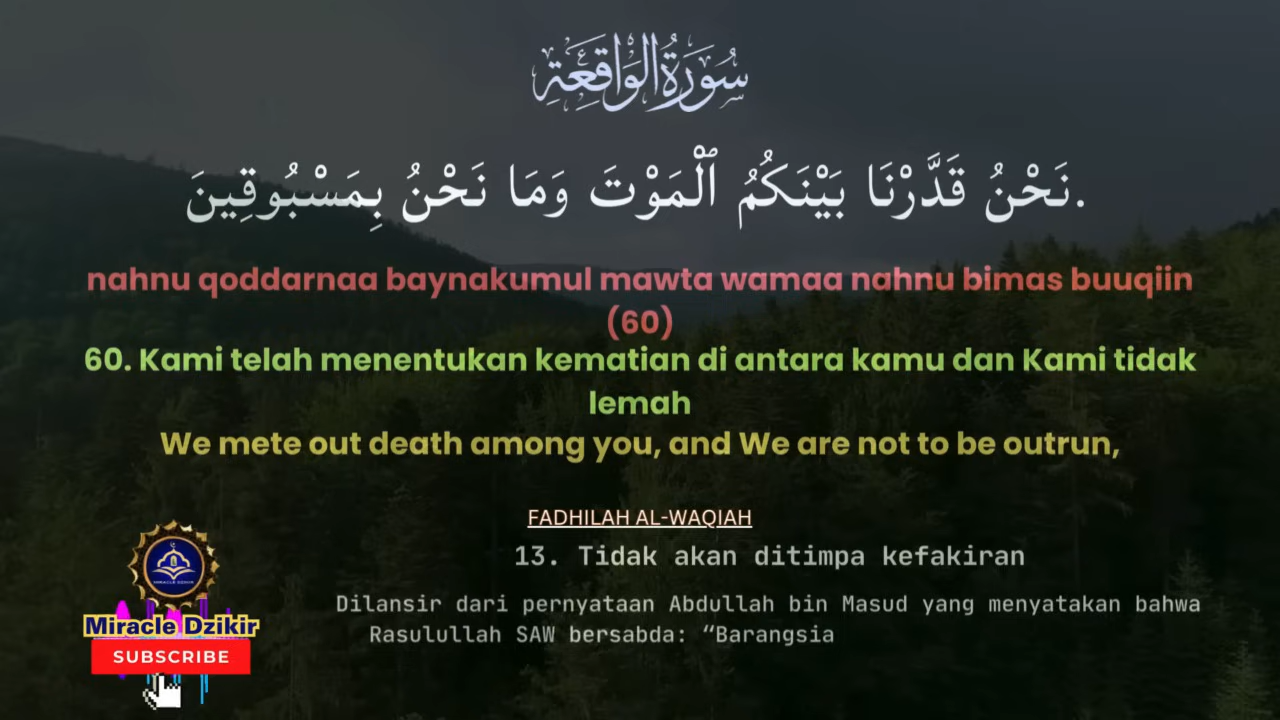 سُورَةُ الْوَاقِعَةِ
نَحْنُ قَدَّرْنَا بَيْنَكُمُ ٱلْمَوْتَ وَمَا نَحْنُ بِمَسْبُوقِينَ.
nahnu qoddarnaa baynakumul mawta wamaa nahnu bimas buuqiin
(60)
60. Kami telah menentukan kematian di antara kamu dan Kami tidak
lemah
We mete out death among you, and We are not to be outrun,
FADHILAH AL-WAQIAH
13. Tidak akan ditimpa kefakiran
Dilansir dari pernyataan Abdullah bin Masud yang menyatakan bahwa
Rasulullah SAW bersabda: “Barangsia
MIRACLE DZIKIR
Miracle Dzikir
SUBSCRIBE